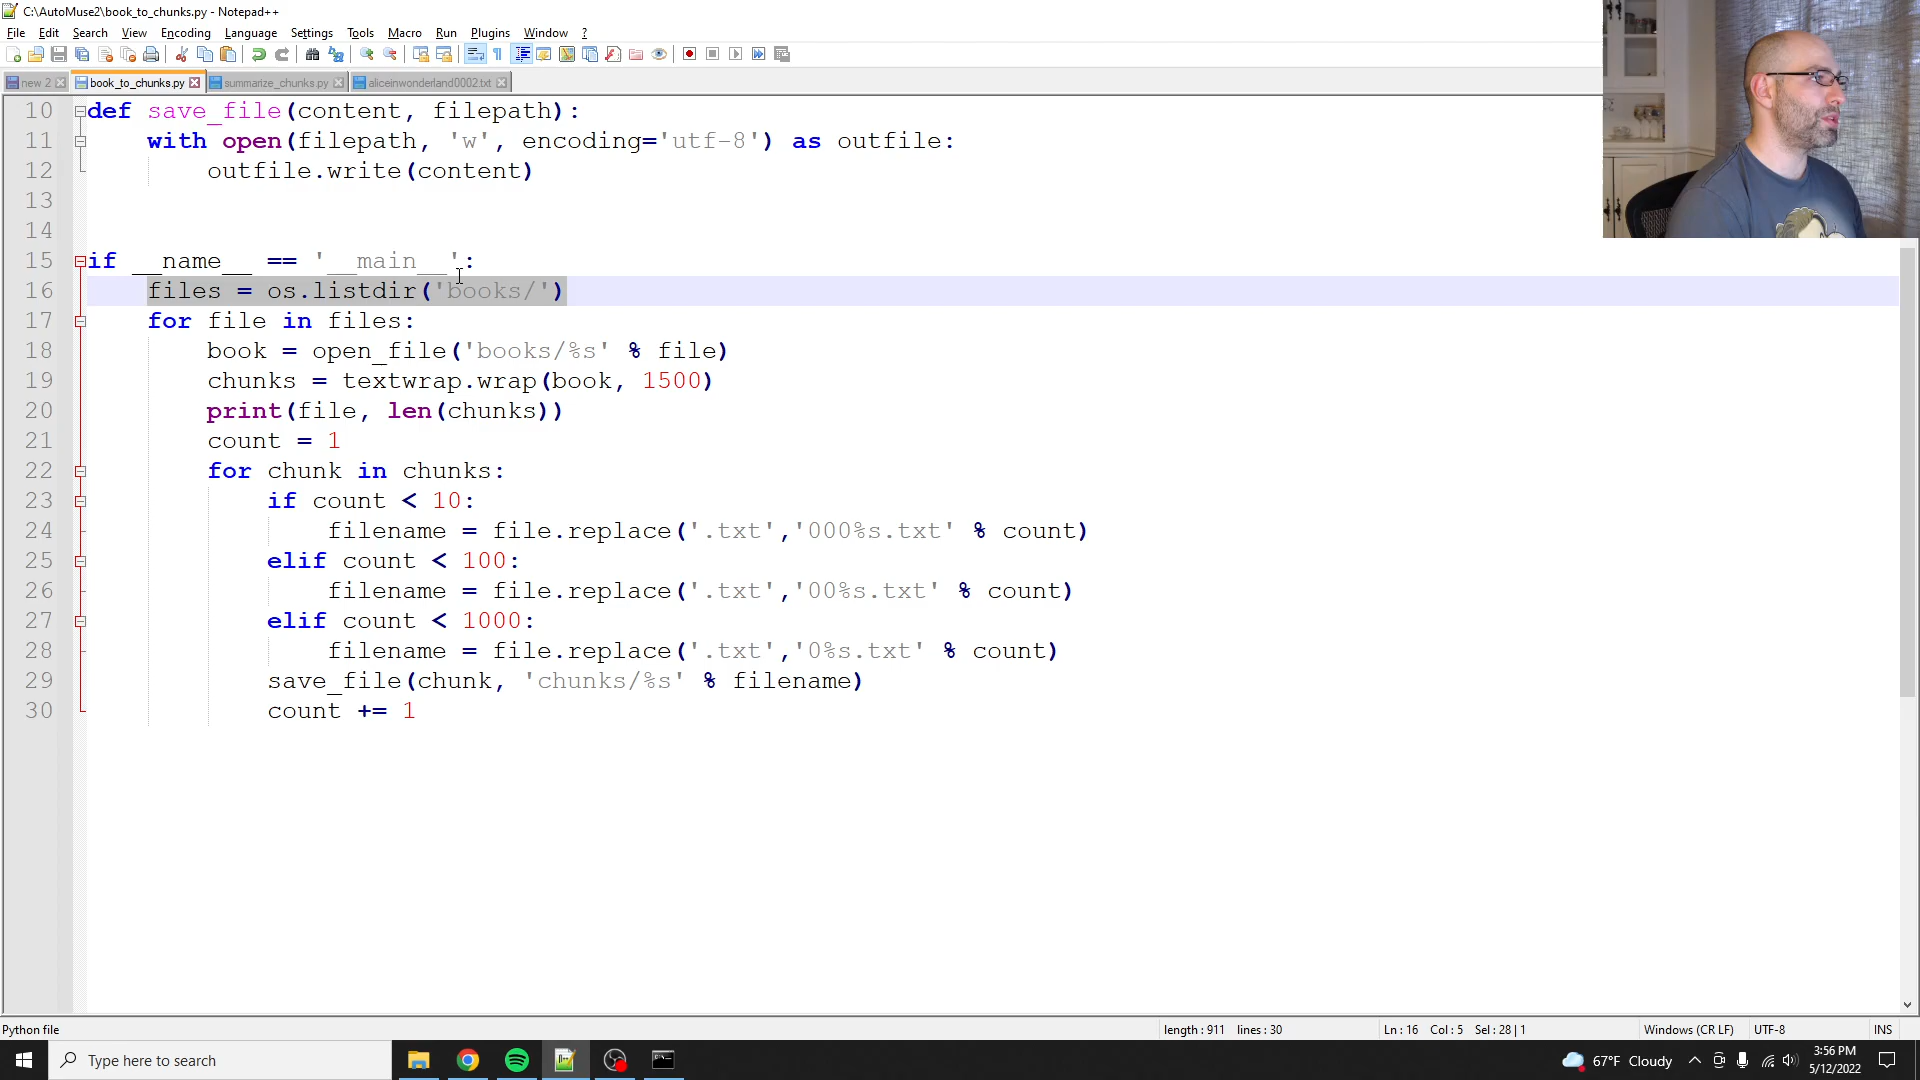 C:\AutoMuse2\book_to_chunks.py - Notepad++
File Edit Search View Encoding Language Settings Tools Macro Run Plugins Window ?
new 2 book_to_chunks.py summarize_chunks.py aliceinwonderland0002.txt
10 def save_file(content, filepath):
11 with open(filepath, 'w', encoding='utf-8') as outfile:
12 outfile.write(content)
13
14
15 if __name__ == '__main__':
16 files = os.listdir('books/')
17 for file in files:
18 book = open_file('books/%s' % file)
19 chunks = textwrap.wrap(book, 1500)
20 print(file, len(chunks))
21 count = 1
22 for chunk in chunks:
23 if count < 10:
24 filename = file.replace('.txt','000%s.txt' % count)
25 elif count < 100:
26 filename = file.replace('.txt','00%s.txt' % count)
27 elif count < 1000:
28 filename = file.replace('.txt','0%s.txt' % count)
29 save_file(chunk, 'chunks/%s' % filename)
30 count += 1
Python file length : 911 lines : 30 Ln : 16 Col : 5 Sel : 28 | 1 Windows (CR LF) UTF-8 INS
Type here to search 67°F Cloudy 3:56 PM
5/12/2022